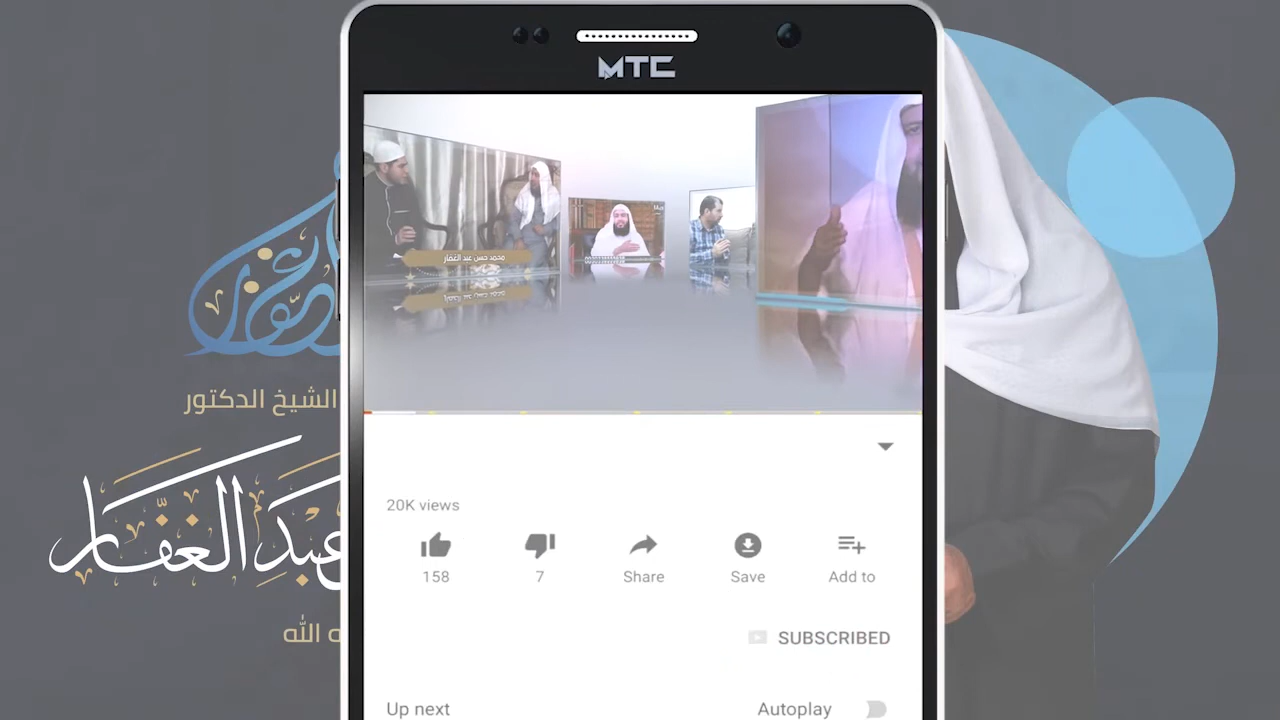 MTC
محمد حسن عبد الغفار
الشيخ الدكتور
عبد الغفار
20K views
158
7
Share
Save
Add to
SUBSCRIBED
Up next
Autoplay